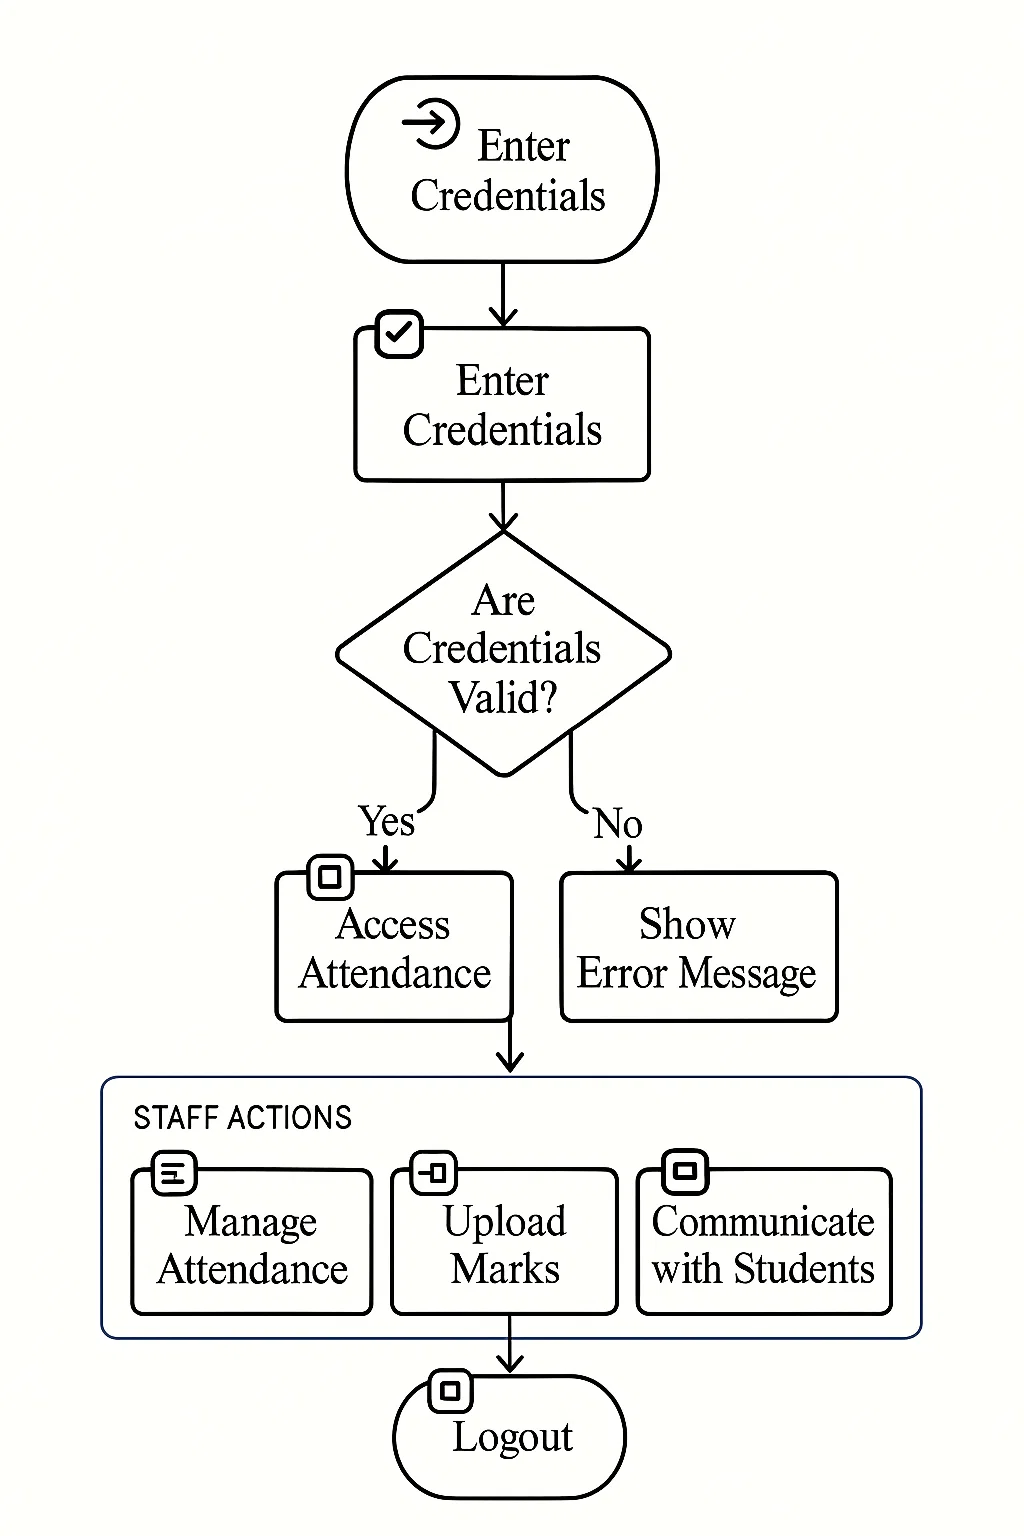 Enter
Credentials
Enter
Credentials
Are
Credentials
Valid?
Yes
No
Access
Attendance
Show
Error Message
STAFF ACTIONS
Manage
Attendance
Upload
Marks
Communicate
with Students
Logout